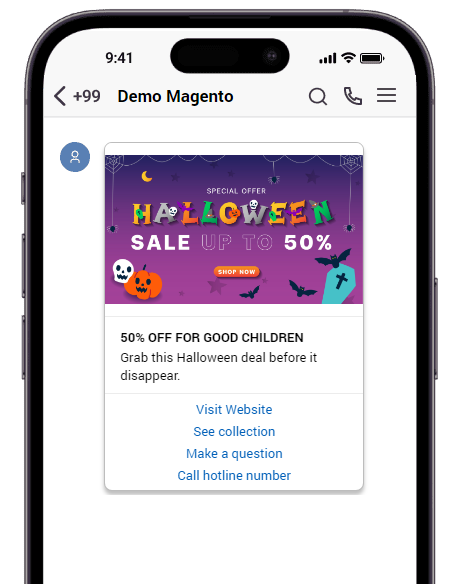 9:41
+99 Demo Magento
SPECIAL OFFER
HALLOWEEN
SALE UP TO 50%
SHOP NOW
50% OFF FOR GOOD CHILDREN
Grab this Halloween deal before it
disappear.
Visit Website
See collection
Make a question
Call hotline number